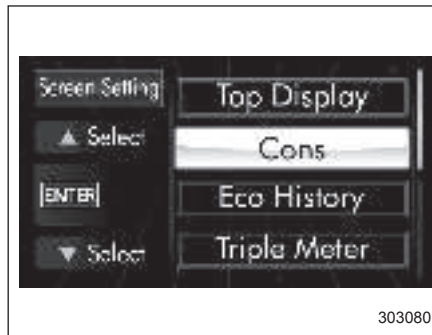 Screen Setting
Top Display
▲ Select
Cons
ENTER
Eco History
▼ Select
Triple Meter
303080